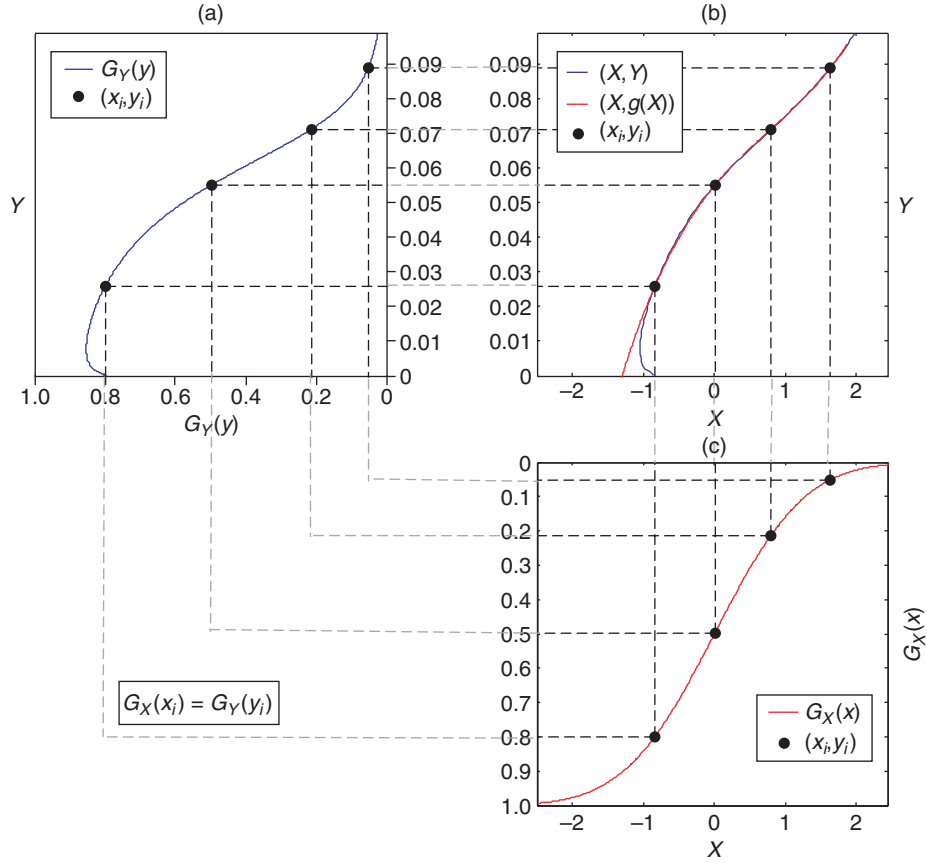 (a)
G_Y(y)
(x_i,y_i)
0.09
0.08
0.07
0.06
0.05
0.04
0.03
0.02
0.01
0
Y
1.0 0.8 0.6 0.4 0.2 0
G_Y(y)
(b)
(X,Y)
(X,g(X))
(x_i,y_i)
0.09
0.08
0.07
0.06
0.05
0.04
0.03
0.02
0.01
0
Y
−2 −1 0 1 2
X
(c)
0
0.1
0.2
0.3
0.4
0.5
0.6
0.7
0.8
0.9
1.0
G_X(x)
G_X(x)
(x_i,y_i)
−2 −1 0 1 2
X
G_X(x_i) = G_Y(y_i)